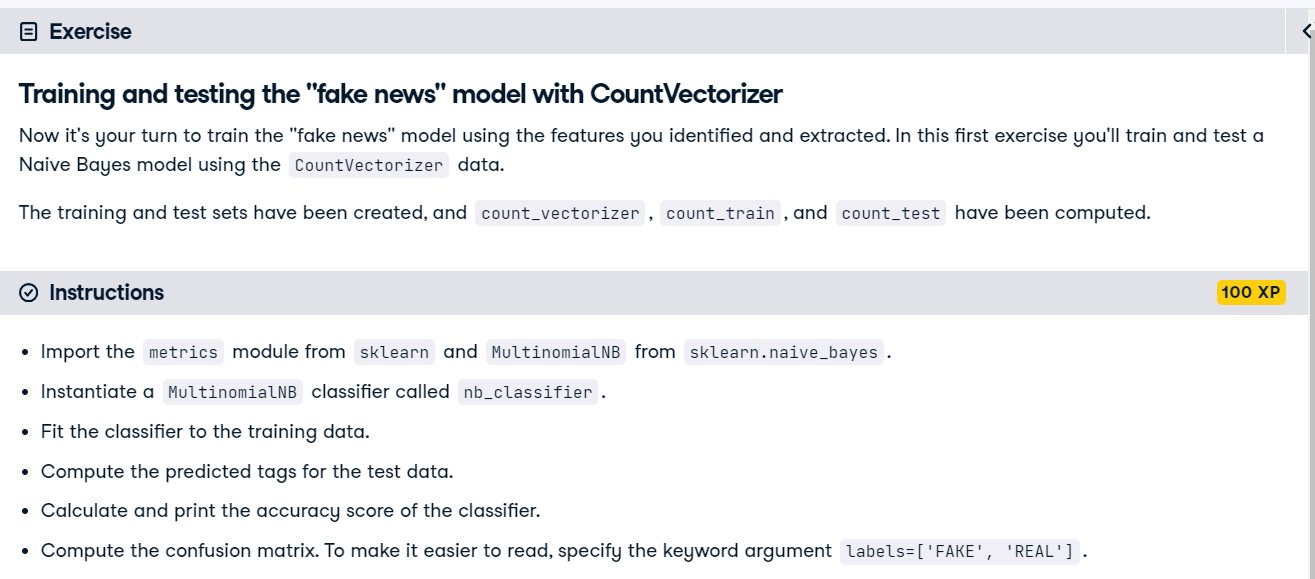 Exercise
Training and testing the "fake news" model with CountVectorizer
Now it's your turn to train the "fake news" model using the features you identified and extracted. In this first exercise you'll train and test a
Naive Bayes model using the CountVectorizer data.
The training and test sets have been created, and count_vectorizer, count_train, and count_test have been computed.
Instructions
100 XP
• Import the metrics module from sklearn and MultinomialNB from sklearn.naive_bayes.
• Instantiate a MultinomialNB classifier called nb_classifier.
• Fit the classifier to the training data.
• Compute the predicted tags for the test data.
• Calculate and print the accuracy score of the classifier.
• Compute the confusion matrix. To make it easier to read, specify the keyword argument labels=['FAKE', 'REAL'].